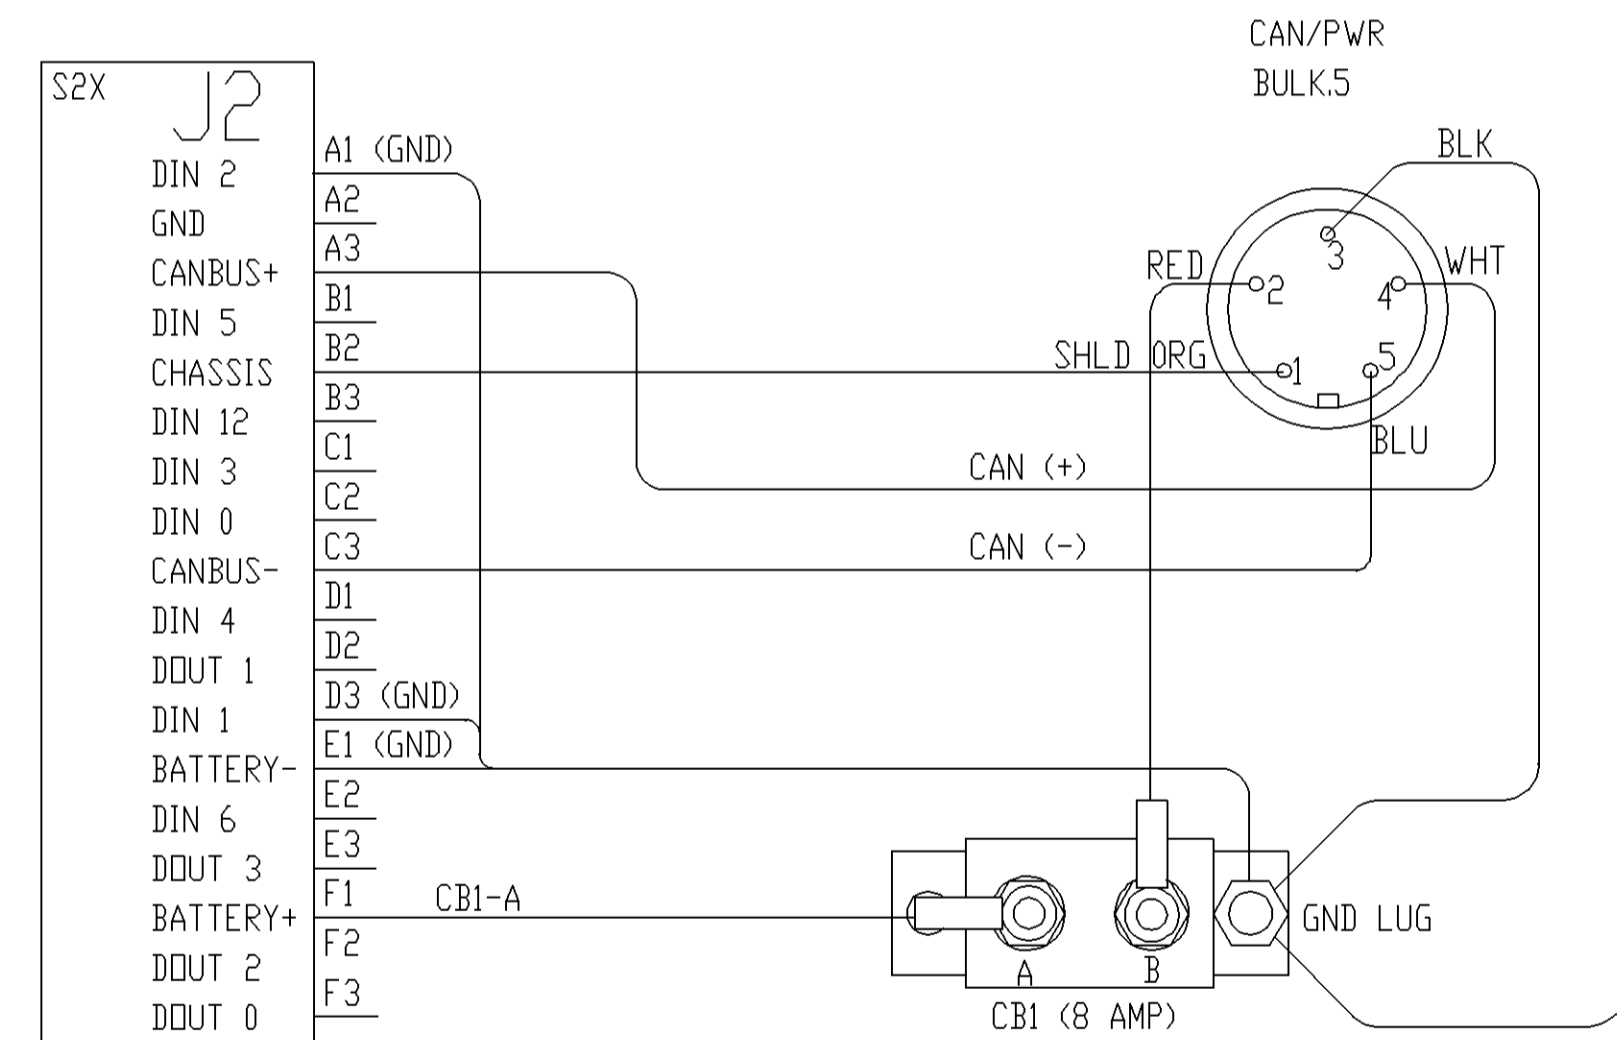 CAN/PWR
BULK.5
S2X
J2
BLK
A1 (GND)
DIN 2
A2
GND
A3
CANBUS+
RED
WHT
2
3
4
B1
DIN 5
B2
CHASSIS
SHLD ORG
1
5
B3
DIN 12
C1
BLU
DIN 3
CAN (+)
C2
DIN 0
C3
CANBUS-
CAN (-)
D1
DIN 4
D2
DOUT 1
D3 (GND)
DIN 1
E1 (GND)
BATTERY-
E2
DIN 6
E3
DOUT 3
F1
CB1-A
BATTERY+
GND LUG
F2
DOUT 2
A
B
F3
DOUT 0
CB1 (8 AMP)